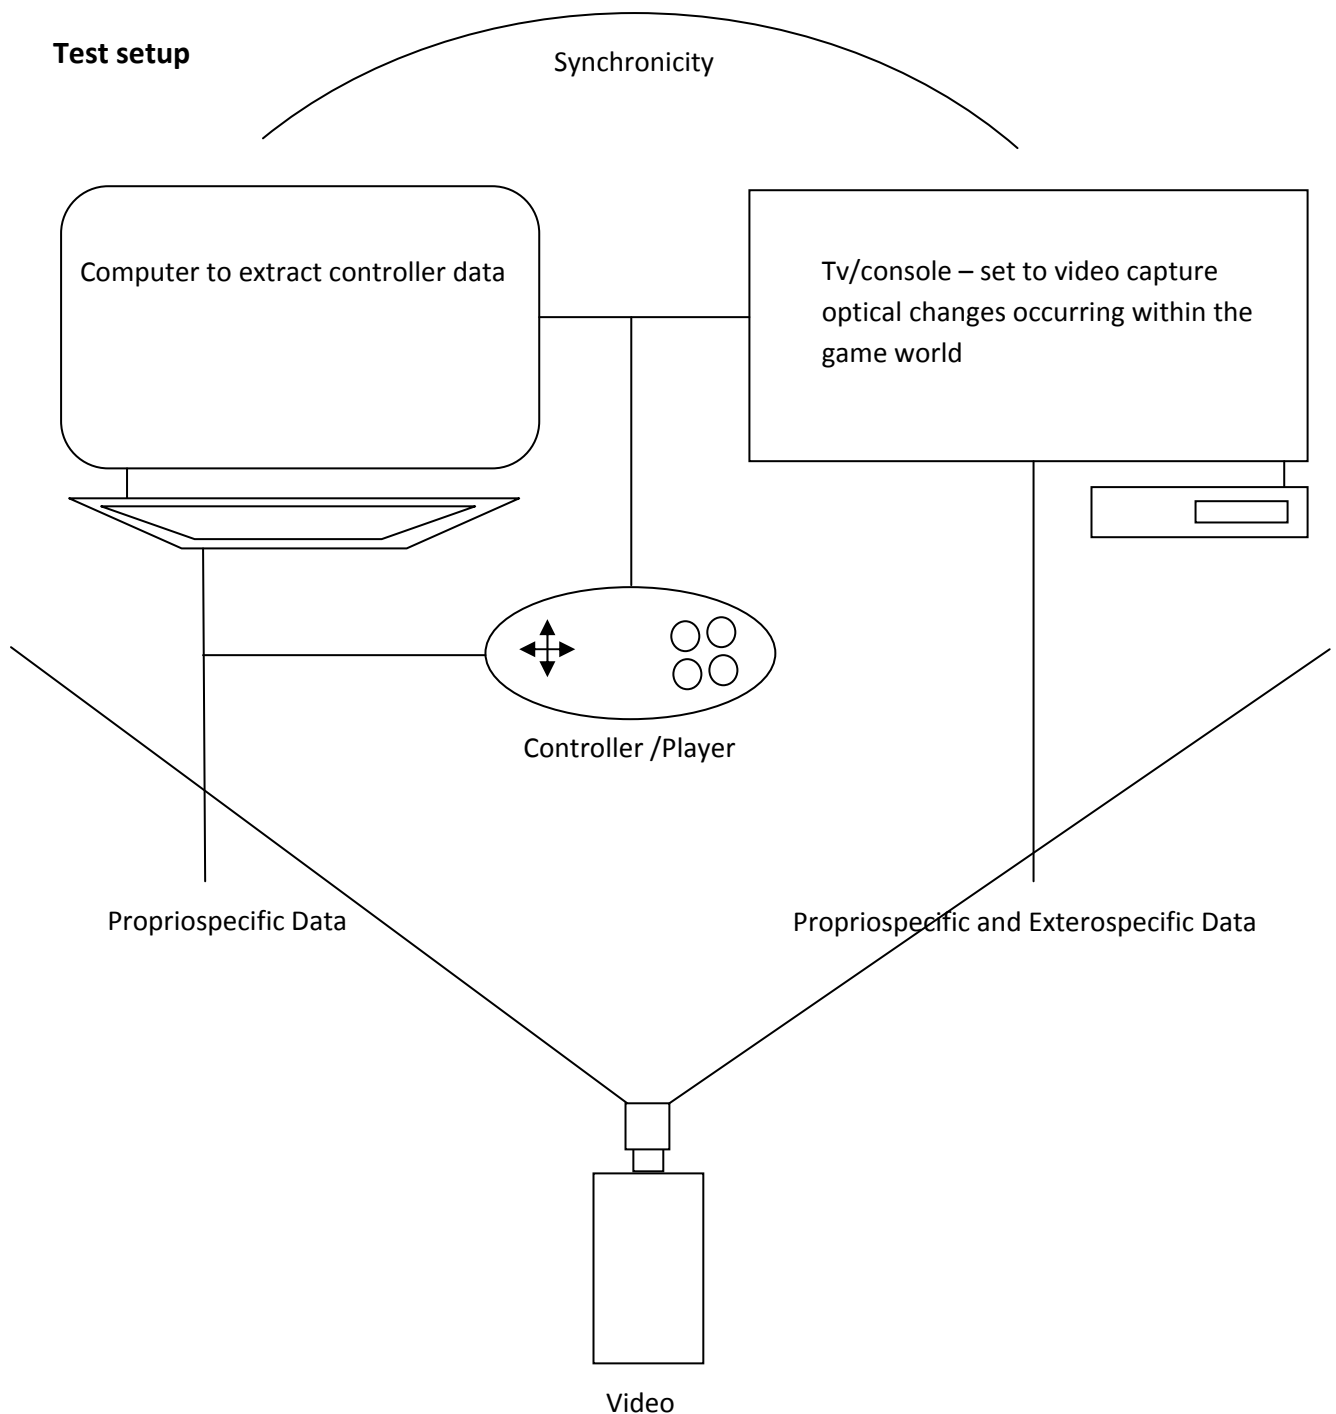 Test setup
Synchronicity
Computer to extract controller data
Tv/console – set to video capture
optical changes occurring within the
game world
Controller /Player
Propriospecific Data
Propriospecific and Exterospecific Data
Video